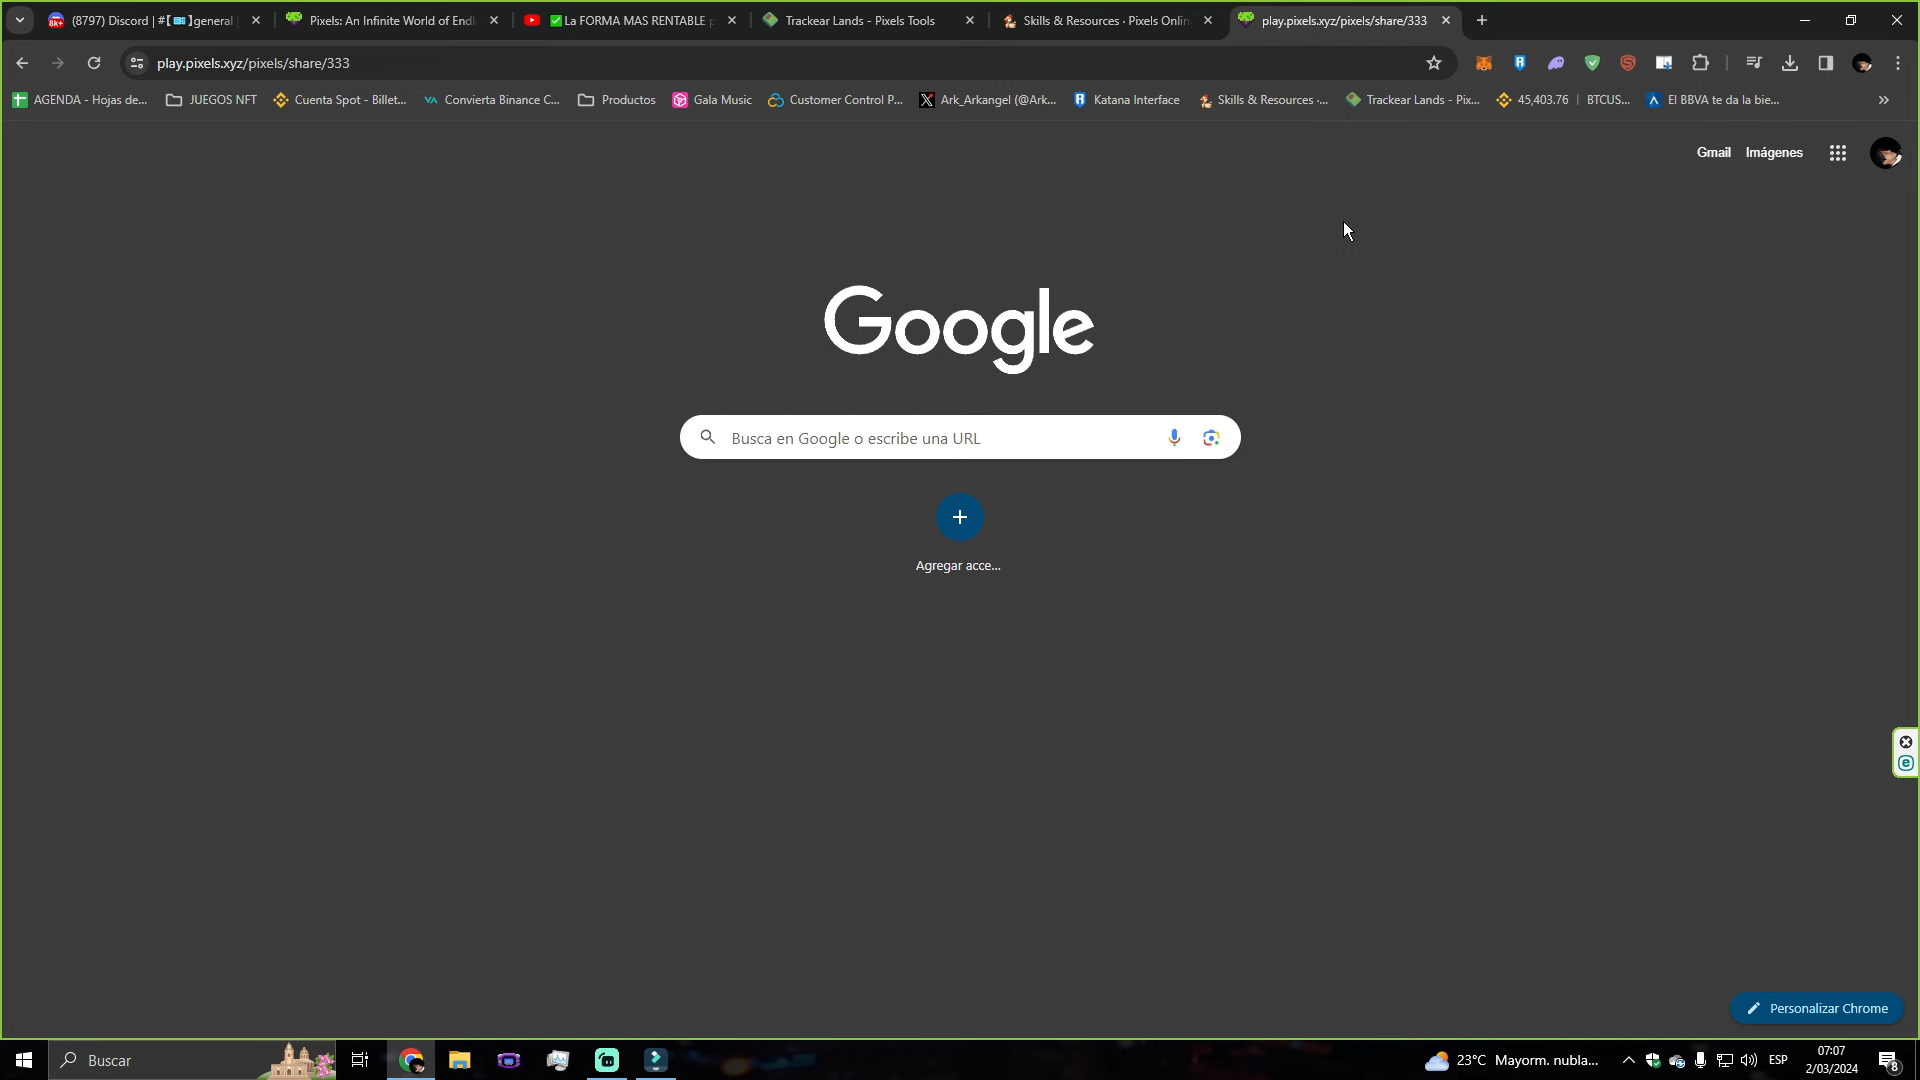 (8797) Discord | #【🎟】general
Pixels: An Infinite World of Endl
✅La FORMA MAS RENTABLE p
Trackear Lands - Pixels Tools
Skills & Resources · Pixels Onlin
play.pixels.xyz/pixels/share/333
play.pixels.xyz/pixels/share/333
AGENDA - Hojas de...
JUEGOS NFT
Cuenta Spot - Billet...
Convierta Binance C...
Productos
Gala Music
Customer Control P...
Ark_Arkangel (@Ark...
Katana Interface
Skills & Resources ·...
Trackear Lands - Pix...
45,403.76 | BTCUS...
El BBVA te da la bie...
Gmail
Imágenes
Google
Busca en Google o escribe una URL
Agregar acce...
Personalizar Chrome
Buscar
23°C Mayorm. nubla...
ESP
07:07
2/03/2024
8